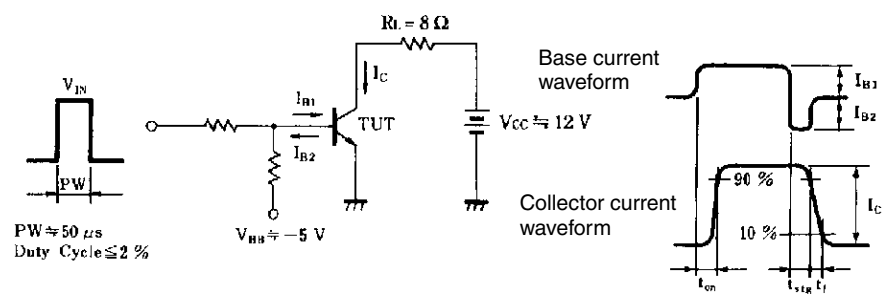 RL = 8 Ω
VIN
IC
IB1
IB2
TUT
VCC ≒ 12 V
PW
PW ≒ 50 μs
Duty Cycle ≦ 2 %
VBB ≒ −5 V
Base current
waveform
IB1
IB2
Collector current
waveform
90 %
10 %
IC
ton
tstg
tf